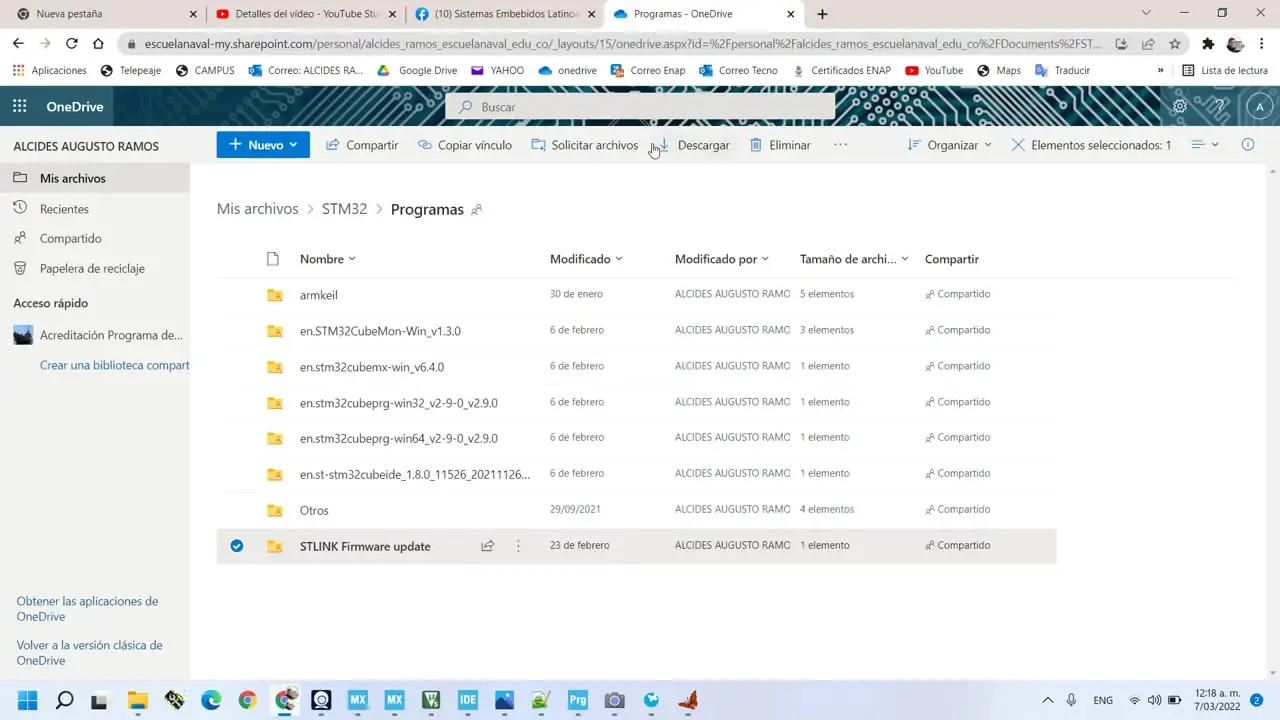 Nueva pestaña
Detalles del vídeo - YouTube Stu
(10) Sistemas Embebidos Latinoe
Programas - OneDrive
escuelanaval-my.sharepoint.com/personal/alcides_ramos_escuelanaval_edu_co/_layouts/15/onedrive.aspx?id=%2Fpersonal%2Falcides_ramos_escuelanaval_edu_co%2FDocuments%2FST...
Aplicaciones
Telepeaje
CAMPUS
Correo: ALCIDES RA...
Google Drive
YAHOO
onedrive
Correo Enap
Correo Tecno
Certificados ENAP
YouTube
Maps
Traducir
»
Lista de lectura
OneDrive
Buscar
A
ALCIDES AUGUSTO RAMOS
Nuevo
Compartir
Copiar vínculo
Solicitar archivos
Descargar
Eliminar
...
Organizar
Elementos seleccionados: 1
Mis archivos
Recientes
Compartido
Papelera de reciclaje
Acceso rápido
Acreditación Programa de...
Crear una biblioteca compart
Obtener las aplicaciones de
OneDrive
Volver a la versión clásica de
OneDrive
Mis archivos > STM32 > Programas
Nombre Modificado Modificado por Tamaño de archi... Compartir
armkeil 30 de enero ALCIDES AUGUSTO RAMO 5 elementos Compartido
en.STM32CubeMon-Win_v1.3.0 6 de febrero ALCIDES AUGUSTO RAMO 3 elementos Compartido
en.stm32cubemx-win_v6.4.0 6 de febrero ALCIDES AUGUSTO RAMO 1 elemento Compartido
en.stm32cubeprg-win32_v2-9-0_v2.9.0 6 de febrero ALCIDES AUGUSTO RAMO 1 elemento Compartido
en.stm32cubeprg-win64_v2-9-0_v2.9.0 6 de febrero ALCIDES AUGUSTO RAMO 1 elemento Compartido
en.st-stm32cubeide_1.8.0_11526_20211126... 6 de febrero ALCIDES AUGUSTO RAMO 1 elemento Compartido
Otros 29/09/2021 ALCIDES AUGUSTO RAMO 4 elementos Compartido
STLINK Firmware update 23 de febrero ALCIDES AUGUSTO RAMO 1 elemento Compartido
MX
MX
IDE
Prg
ENG
12:18 a. m.
7/03/2022
2